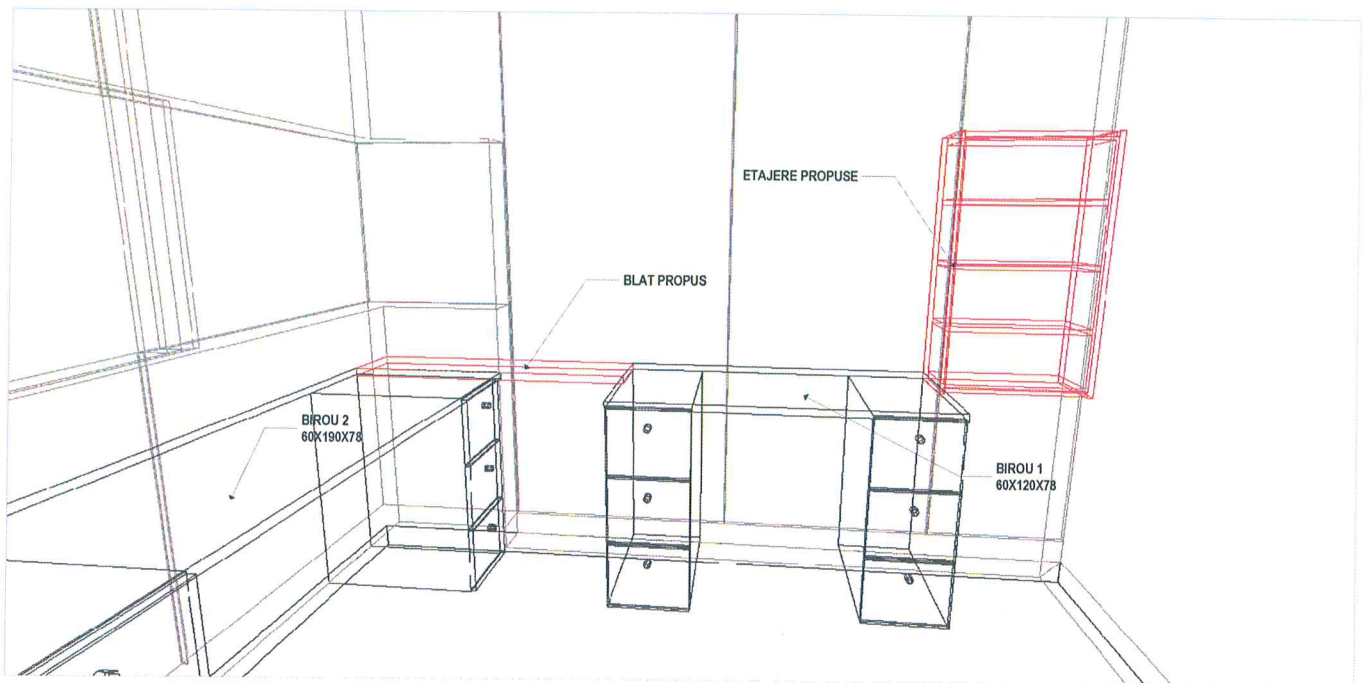 ETAJERE PROPUSE
BLAT PROPUS
BIROU 2
60X190X78
BIROU 1
60X120X78